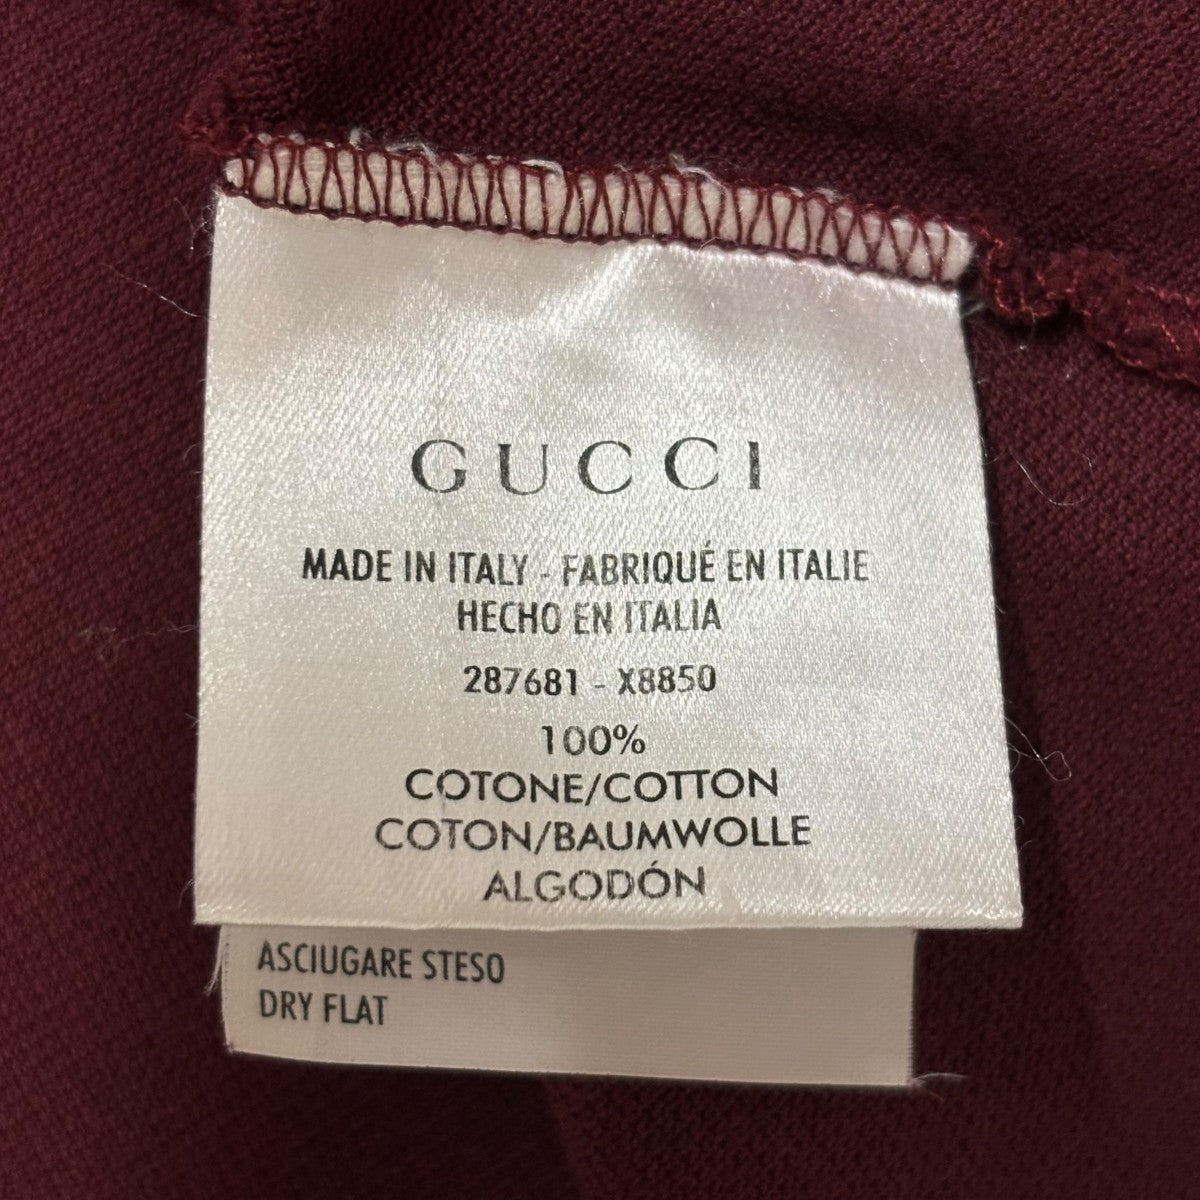 GUCCI
MADE IN ITALY - FABRIQUÉ EN ITALIE
HECHO EN ITALIA
287681 - X8850
100%
COTONE/COTTON
COTON/BAUMWOLLE
ALGODÓN
ASCIUGARE STESO
DRY FLAT